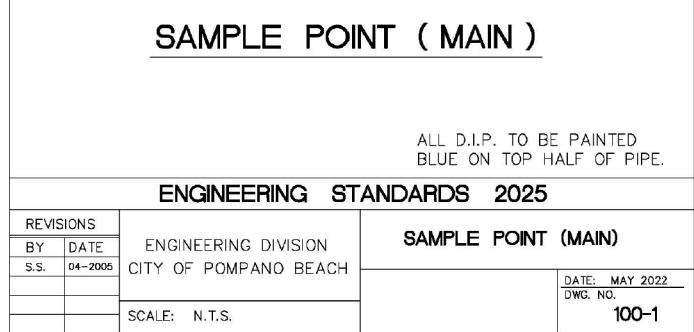 SAMPLE POINT ( MAIN )
ALL D.I.P. TO BE PAINTED
BLUE ON TOP HALF OF PIPE.
ENGINEERING STANDARDS 2025
REVISIONS
BY DATE
S.S. 04-2005
ENGINEERING DIVISION
CITY OF POMPANO BEACH
SCALE: N.T.S.
SAMPLE POINT (MAIN)
DATE: MAY 2022
DWG. NO.
100-1